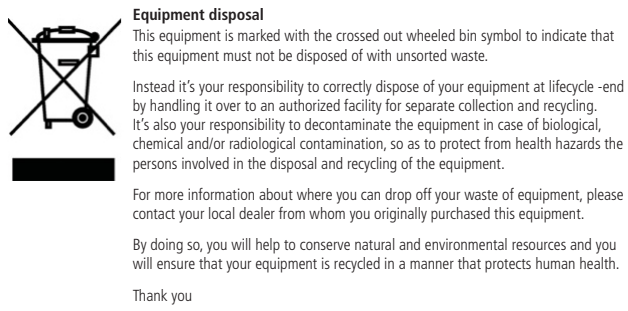 Equipment disposal
This equipment is marked with the crossed out wheeled bin symbol to indicate that
this equipment must not be disposed of with unsorted waste.
Instead it's your responsibility to correctly dispose of your equipment at lifecycle -end
by handling it over to an authorized facility for separate collection and recycling.
It's also your responsibility to decontaminate the equipment in case of biological,
chemical and/or radiological contamination, so as to protect from health hazards the
persons involved in the disposal and recycling of the equipment.
For more information about where you can drop off your waste of equipment, please
contact your local dealer from whom you originally purchased this equipment.
By doing so, you will help to conserve natural and environmental resources and you
will ensure that your equipment is recycled in a manner that protects human health.
Thank you